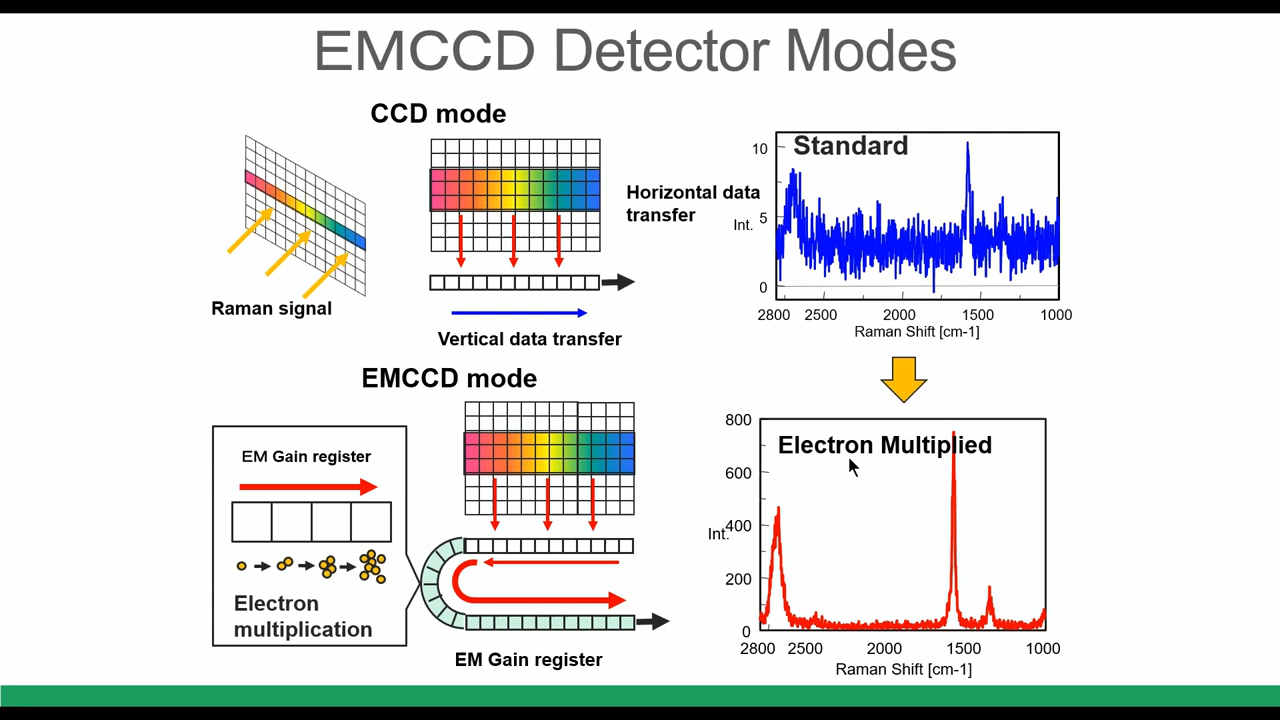 EMCCD Detector Modes
CCD mode
Raman signal
Horizontal data
transfer
Vertical data transfer
Standard
10
5
0
Int.
2800 2500 2000 1500 1000
Raman Shift [cm-1]
EMCCD mode
EM Gain register
Electron
multiplication
EM Gain register
Electron Multiplied
800
600
400
200
0
Int.
2800 2500 2000 1500 1000
Raman Shift [cm-1]